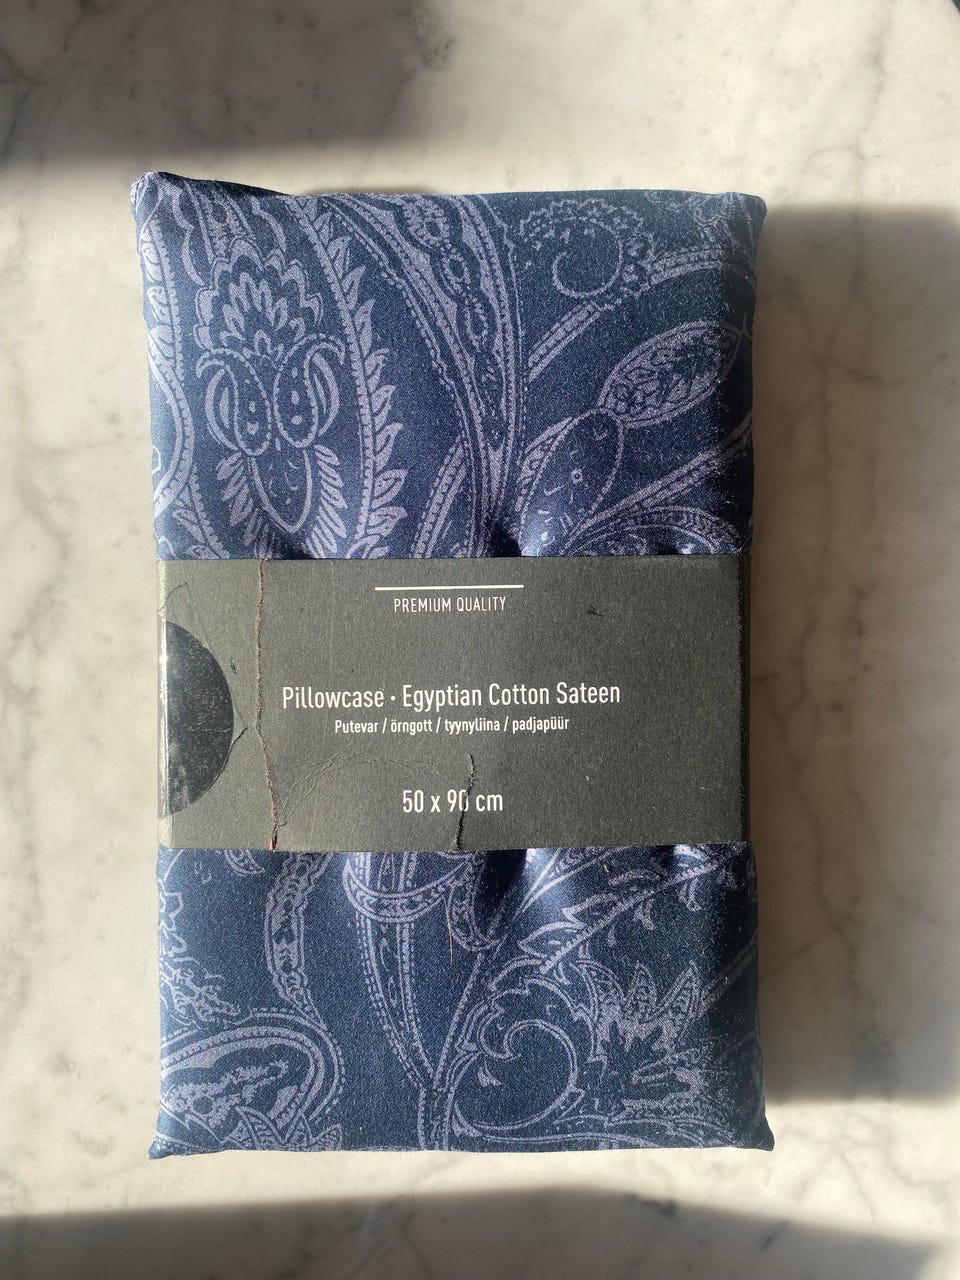 PREMIUM QUALITY
Pillowcase · Egyptian Cotton Sateen
Putevar / örngott / tyynyliina / padjapüür
50 x 90 cm